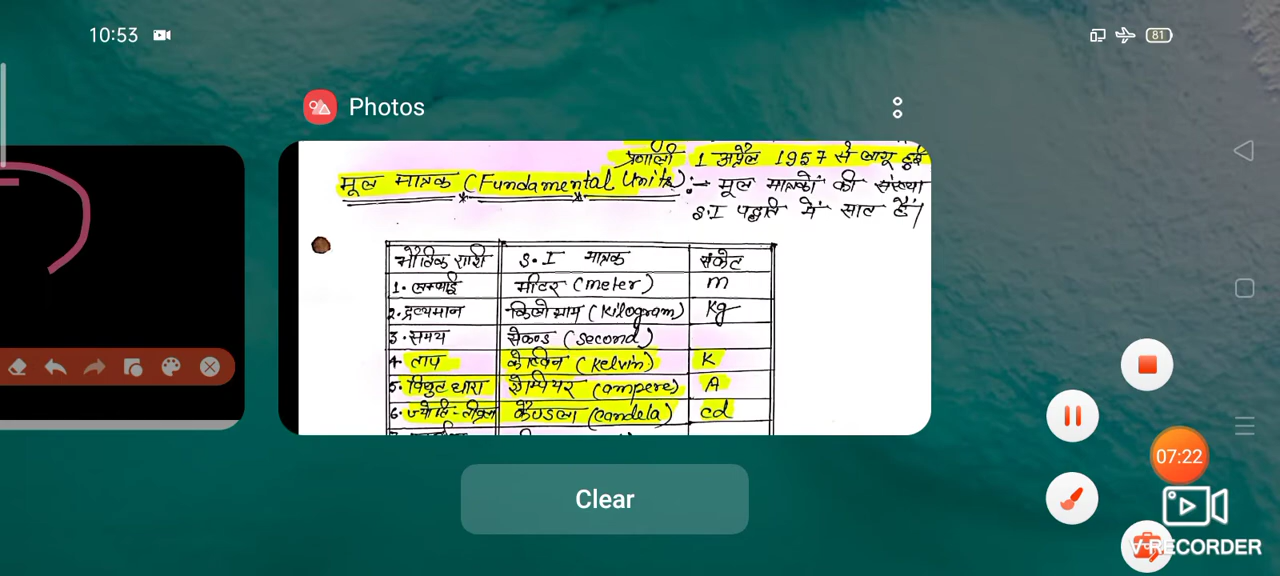 10:53
81
Photos
प्रणाली 1 अप्रैल 1957 से लागू हुई
मूल मात्रक (Fundamental Units):- मूल मात्रकों की संख्या
S.I पद्धति में सात हैं।
भौतिक राशी S.I मात्रक संकेत
1. लम्बाई मीटर (meter) m
2. द्रव्यमान किलोग्राम (Kilogram) Kg
3. समय सेकण्ड (second)
4. ताप केल्विन (Kelvin) K
5. विधुत धारा ऐम्पियर (ampere) A
6. ज्योति-तीव्रता कैण्डला (candela) cd
Clear
07:22
V RECORDER